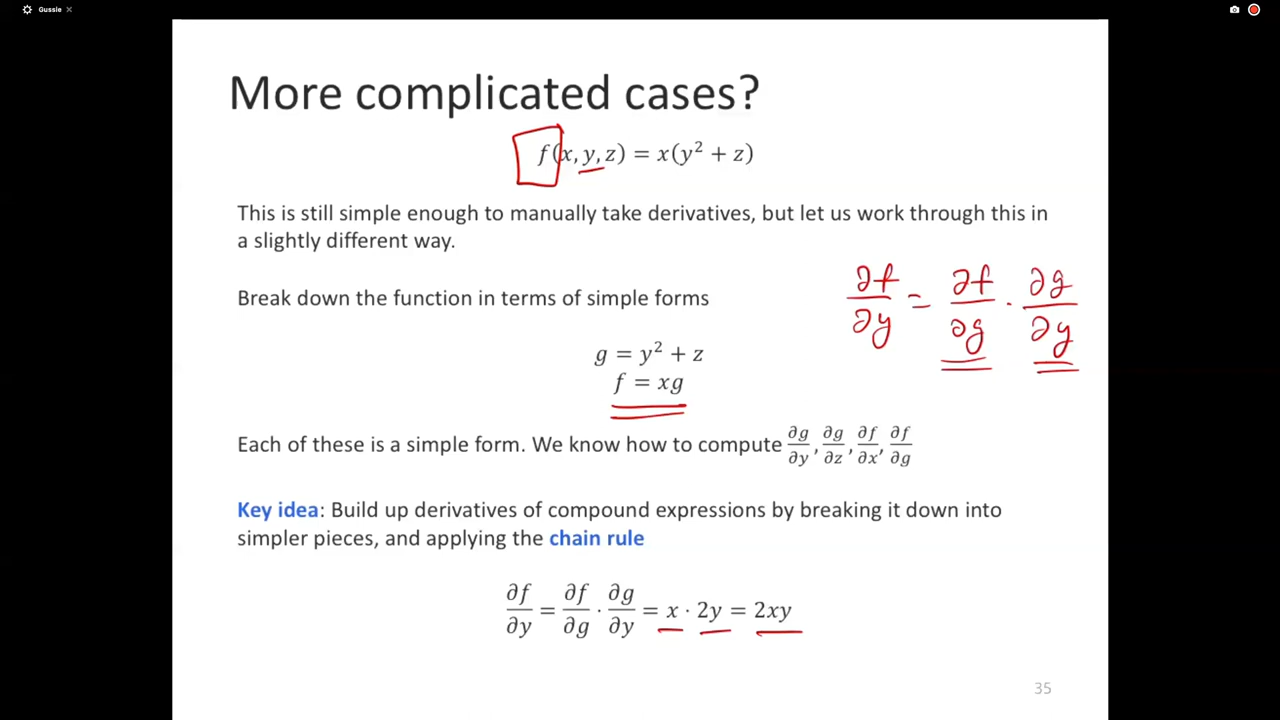 Gussie ×
More complicated cases?
f(x, y, z) = x(y² + z)
This is still simple enough to manually take derivatives, but let us work through this in
a slightly different way.
∂f/∂y = ∂f/∂g · ∂g/∂y
Break down the function in terms of simple forms
g = y² + z
f = xg
Each of these is a simple form. We know how to compute ∂g/∂y, ∂g/∂z, ∂f/∂x, ∂f/∂g
Key idea: Build up derivatives of compound expressions by breaking it down into
simpler pieces, and applying the chain rule
∂f/∂y = ∂f/∂g · ∂g/∂y = x · 2y = 2xy
35